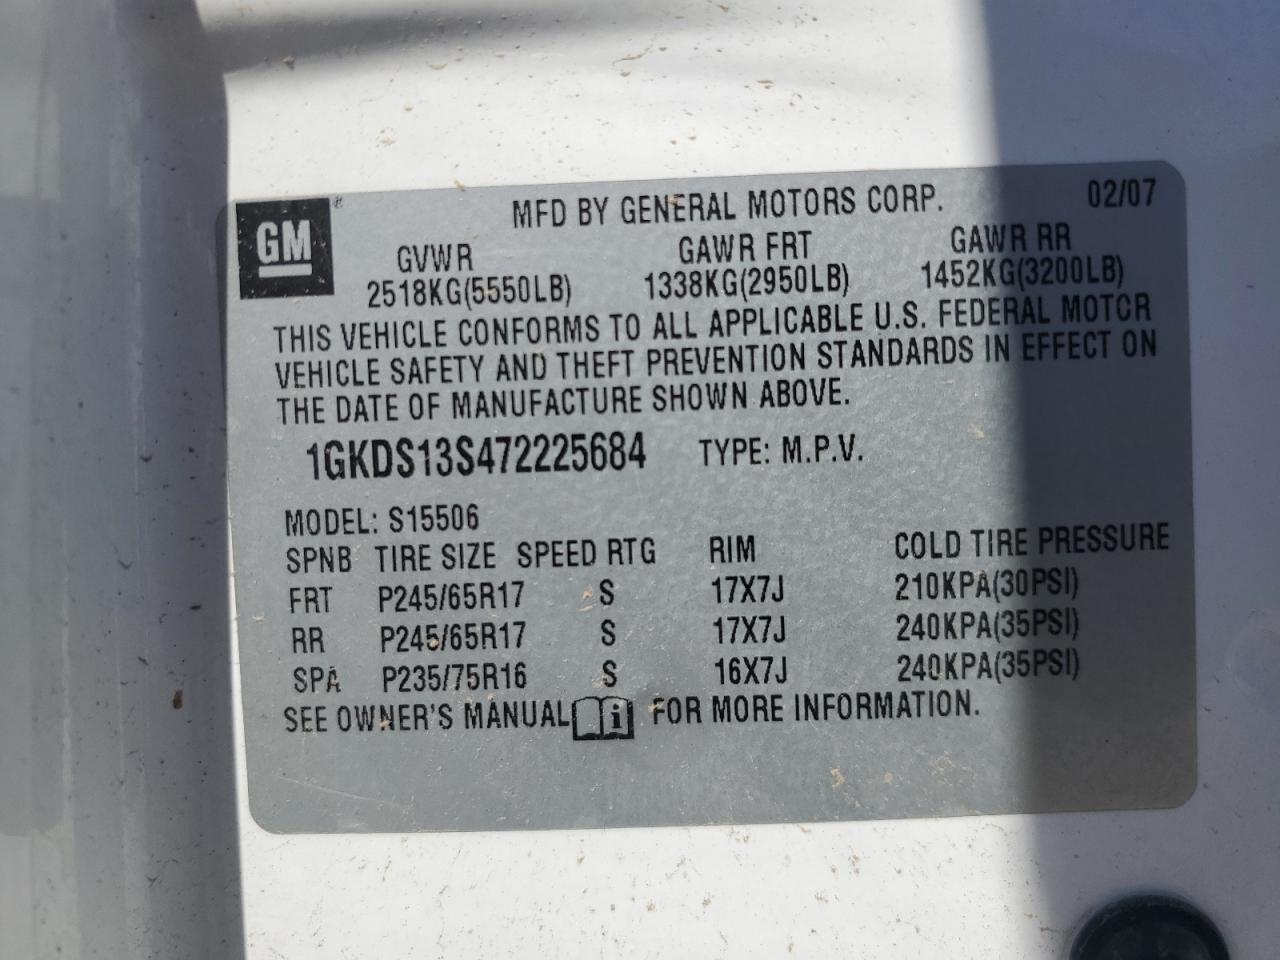 GM ® MFD BY GENERAL MOTORS CORP. 02/07
GVWR GAWR FRT GAWR RR
2518KG(5550LB) 1338KG(2950LB) 1452KG(3200LB)
THIS VEHICLE CONFORMS TO ALL APPLICABLE U.S. FEDERAL MOTOR
VEHICLE SAFETY AND THEFT PREVENTION STANDARDS IN EFFECT ON
THE DATE OF MANUFACTURE SHOWN ABOVE.
1GKDS13S472225684 TYPE: M.P.V.
MODEL: S15506
SPNB TIRE SIZE SPEED RTG RIM COLD TIRE PRESSURE
FRT P245/65R17 S 17X7J 210KPA(30PSI)
RR P245/65R17 S 17X7J 240KPA(35PSI)
SPA P235/75R16 S 16X7J 240KPA(35PSI)
SEE OWNER'S MANUAL i FOR MORE INFORMATION.